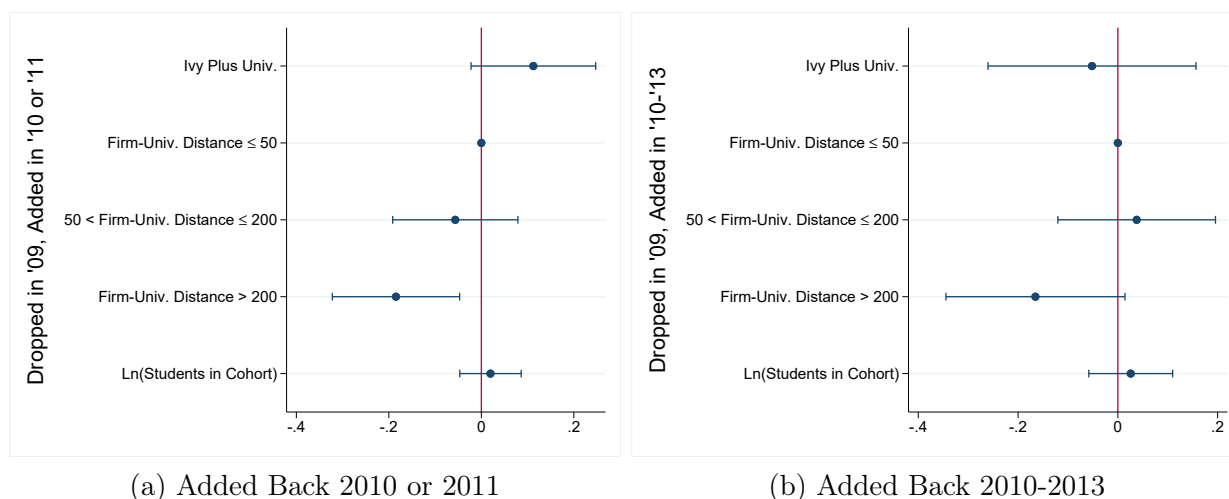 Dropped in '09, Added in '10 or '11
Ivy Plus Univ.
Firm-Univ. Distance ≤ 50
50 < Firm-Univ. Distance ≤ 200
Firm-Univ. Distance > 200
Ln(Students in Cohort)
-.4 -.2 0 .2
(a) Added Back 2010 or 2011
Dropped in '09, Added in '10-'13
Ivy Plus Univ.
Firm-Univ. Distance ≤ 50
50 < Firm-Univ. Distance ≤ 200
Firm-Univ. Distance > 200
Ln(Students in Cohort)
-.4 -.2 0 .2
(b) Added Back 2010-2013